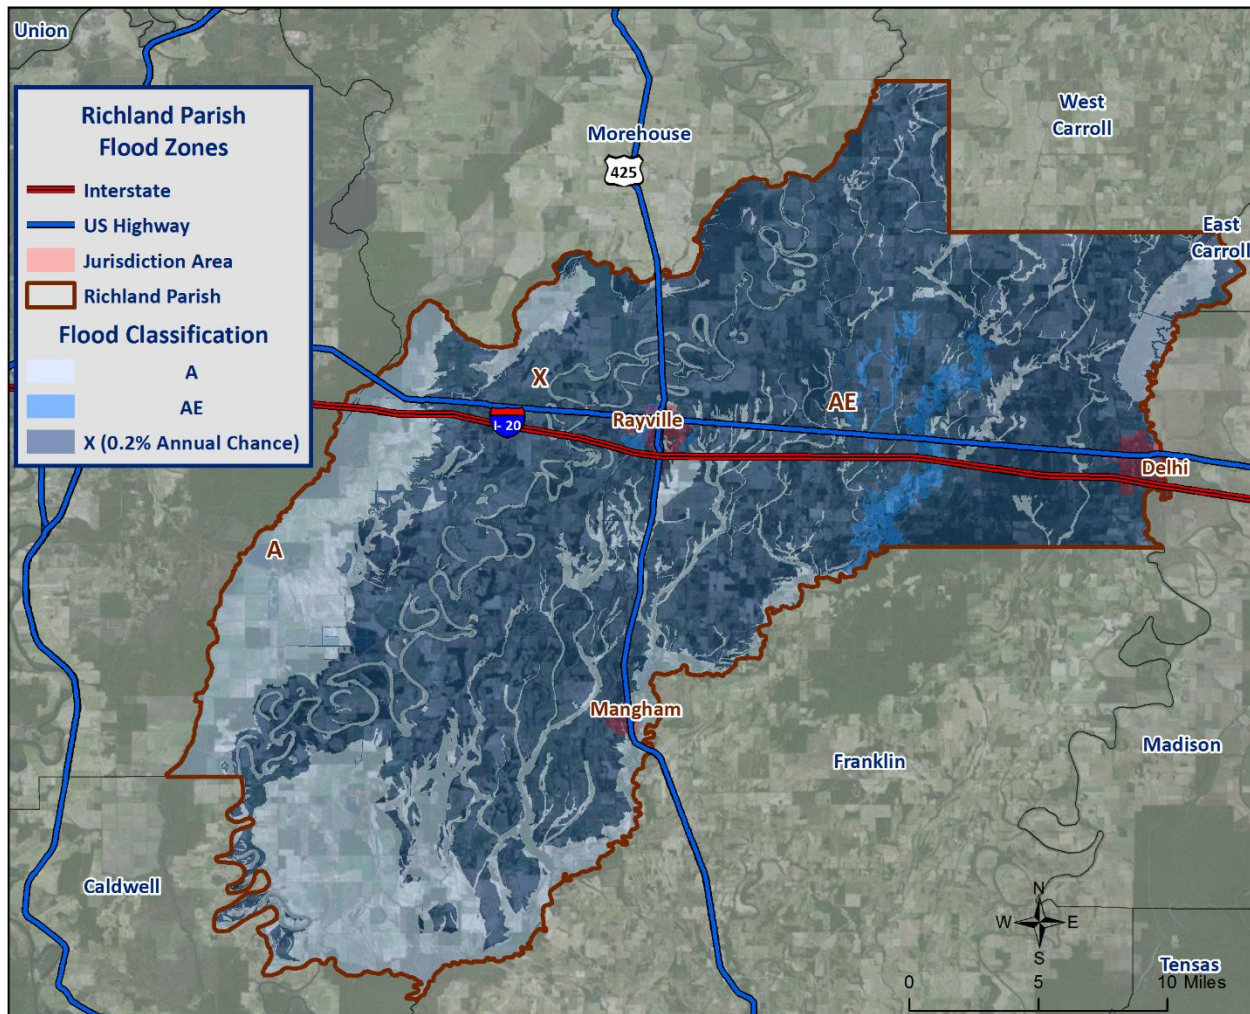 Union
Richland Parish
Flood Zones
Interstate
US Highway
Jurisdiction Area
Richland Parish
Flood Classification
A
AE
X (0.2% Annual Chance)
West
Carroll
Morehouse
425
East
Carroll
X
AE
Rayville
I- 20
Delhi
A
Mangham
Franklin
Madison
Caldwell
N
W
E
S
Tensas
0
5
10 Miles